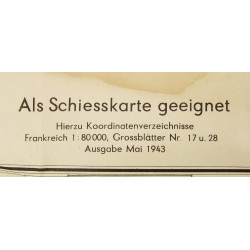 Als Schiesskarte geeignet
Hierzu Koordinatenverzeichnisse
Frankreich 1:80000, Grossblätter Nr. 17 u. 28
Ausgabe Mai 1943